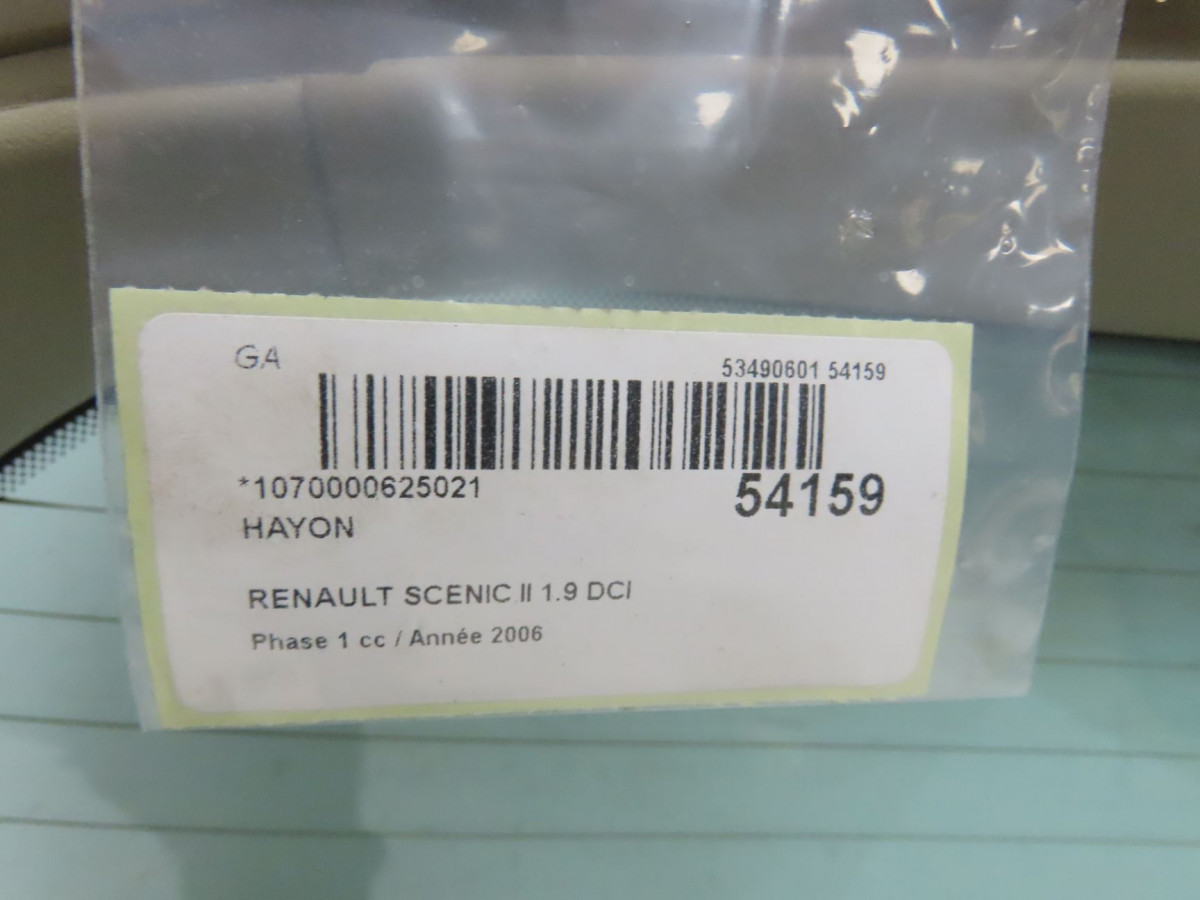 GA
53490601 54159
*1070000625021
54159
HAYON
RENAULT SCENIC II 1.9 DCI
Phase 1 cc / Année 2006